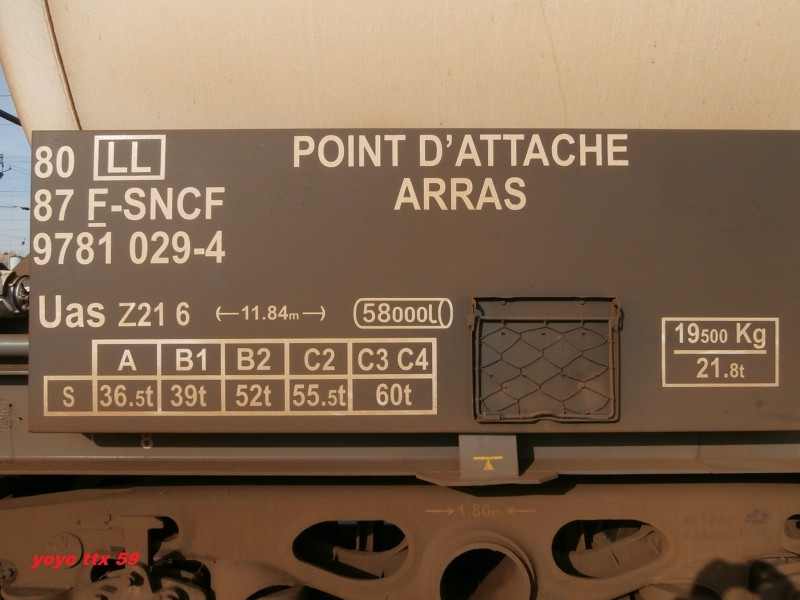 80 LL
87 F-SNCF
9781 029-4
POINT D'ATTACHE
ARRAS
Uas Z21 6 11.84m 58000l
A B1 B2 C2 C3 C4
S 36.5t 39t 52t 55.5t 60t
19500 Kg
21.8t
8
1.80m
yoyo ttx 59